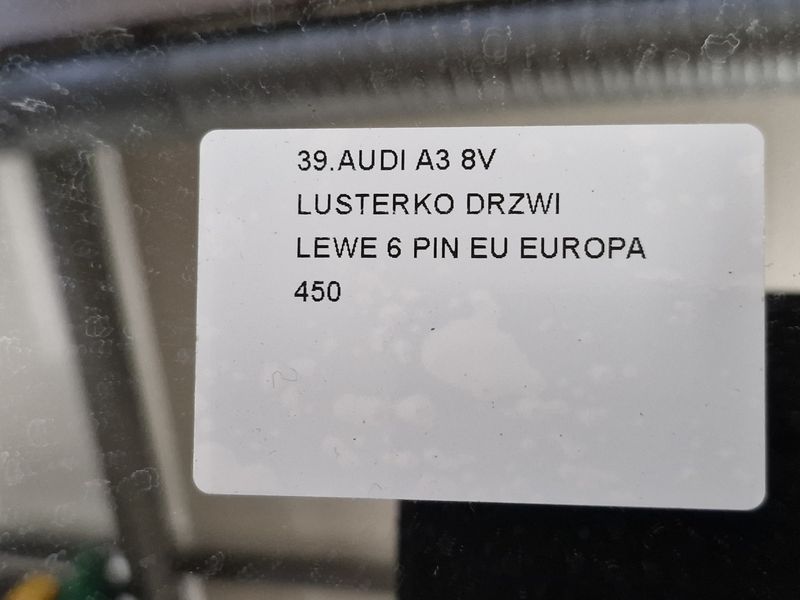 39.AUDI A3 8V
LUSTERKO DRZWI
LEWE 6 PIN EU EUROPA
450